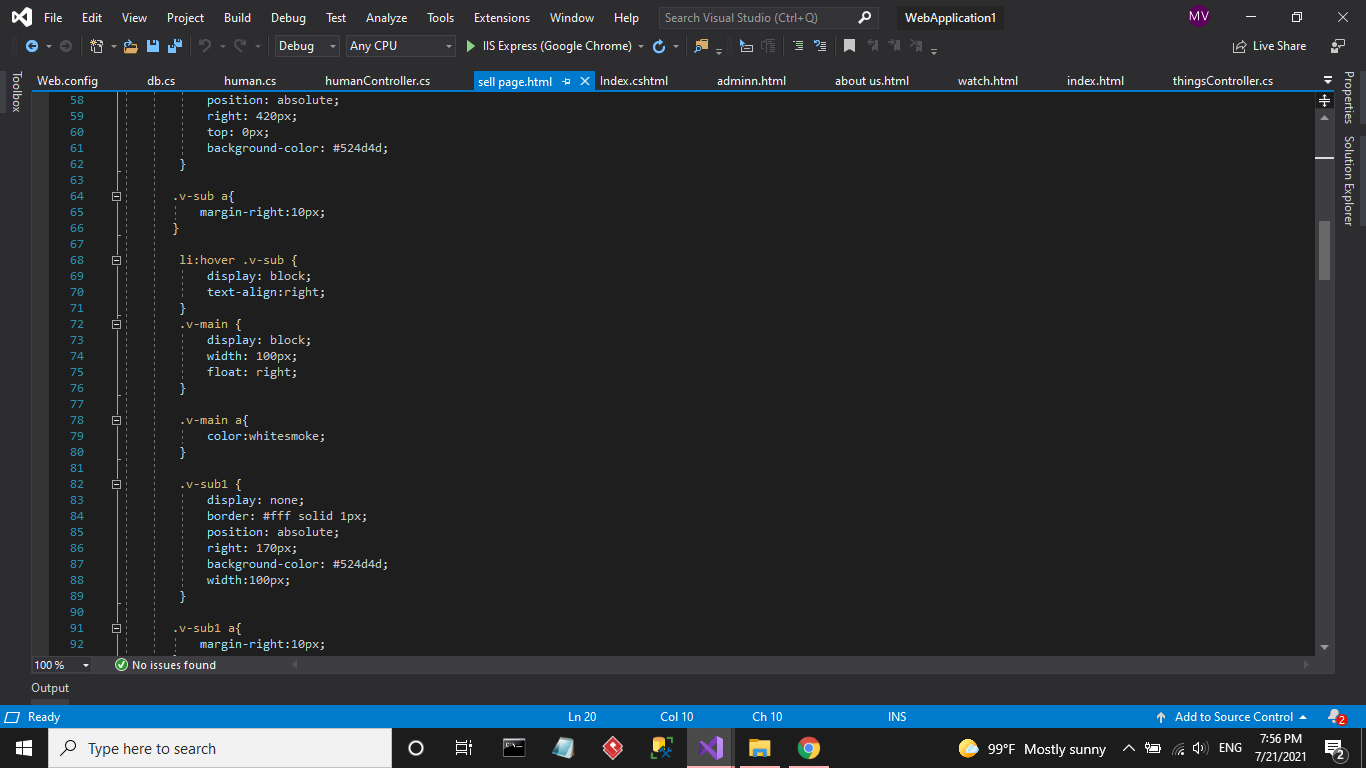 File Edit View Project Build Debug Test Analyze Tools Extensions Window Help Search Visual Studio (Ctrl+Q) WebApplication1 MV
Debug Any CPU IIS Express (Google Chrome) Live Share
Toolbox
Web.config db.cs human.cs humanController.cs sell page.html Index.cshtml adminn.html about us.html watch.html index.html thingsController.cs
Properties
Solution Explorer
58 position: absolute;
59 right: 420px;
60 top: 0px;
61 background-color: #524d4d;
62 }
63
64 .v-sub a{
65 margin-right:10px;
66 }
67
68 li:hover .v-sub {
69 display: block;
70 text-align:right;
71 }
72 .v-main {
73 display: block;
74 width: 100px;
75 float: right;
76 }
77
78 .v-main a{
79 color:whitesmoke;
80 }
81
82 .v-sub1 {
83 display: none;
84 border: #fff solid 1px;
85 position: absolute;
86 right: 170px;
87 background-color: #524d4d;
88 width:100px;
89 }
90
91 .v-sub1 a{
92 margin-right:10px;
100 % No issues found
Output
Ready Ln 20 Col 10 Ch 10 INS Add to Source Control 2
Type here to search 99°F Mostly sunny ENG 7:56 PM
7/21/2021 2